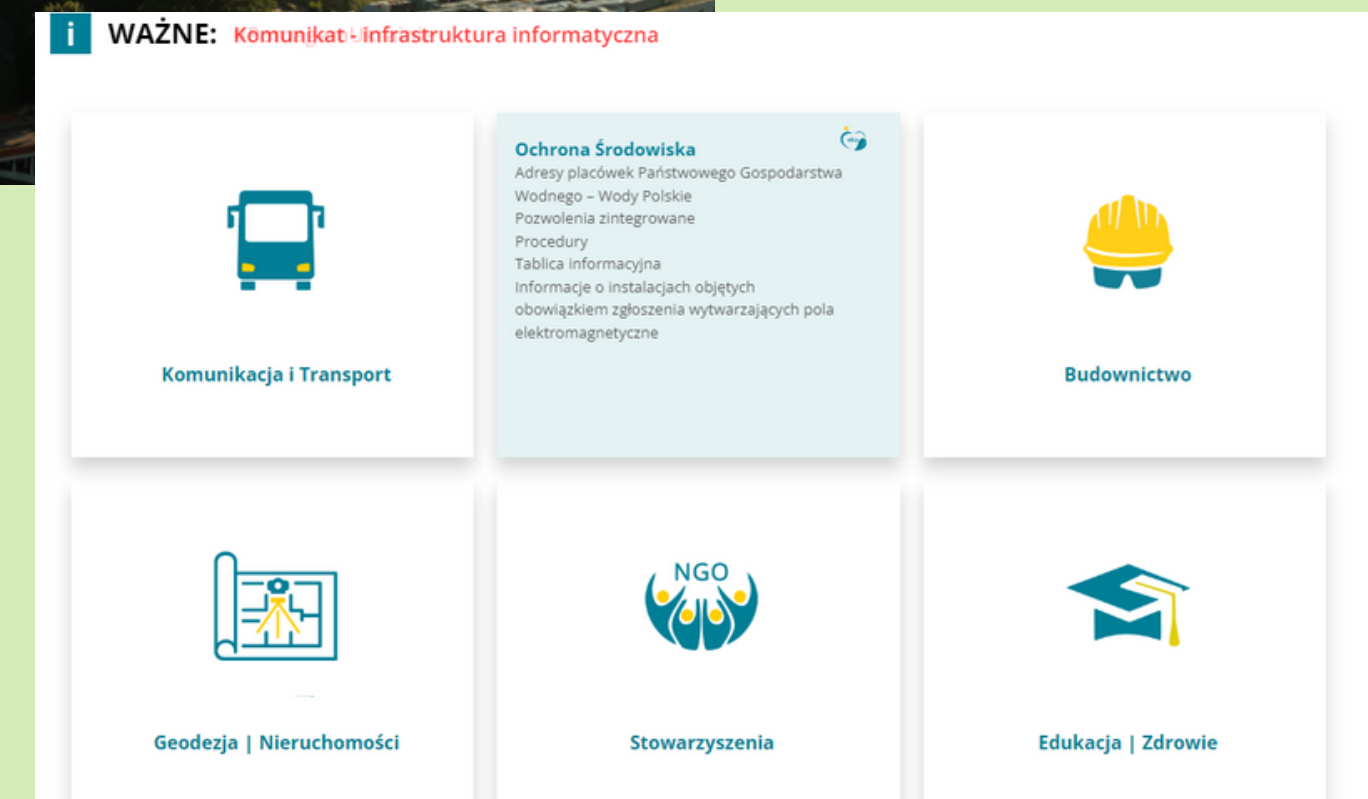 WAŻNE: Komunikat - infrastruktura informatyczna
Ochrona Środowiska
Adresy placówek Państwowego Gospodarstwa
Wodnego – Wody Polskie
Pozwolenia zintegrowane
Procedury
Tablica informacyjna
Informacje o instalacjach objętych
obowiązkiem zgłoszenia wytwarzających pola
elektromagnetyczne
Komunikacja i Transport
Budownictwo
NGO
Geodezja | Nieruchomości
Stowarzyszenia
Edukacja | Zdrowie